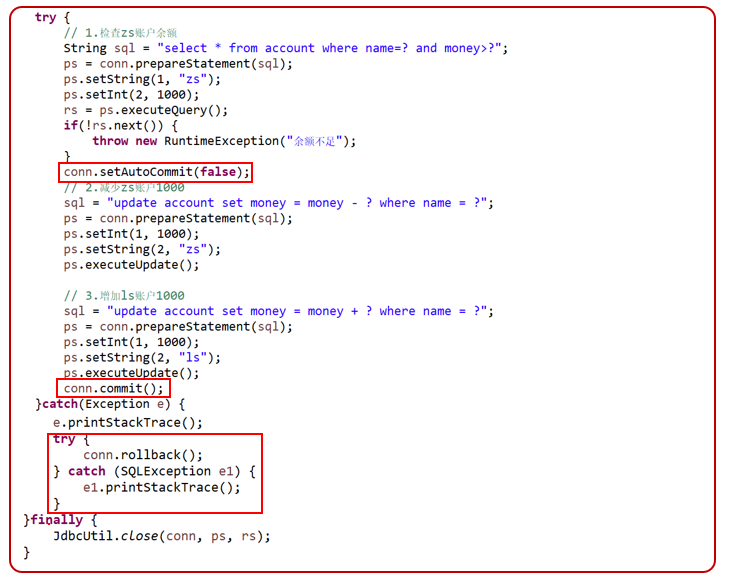 try {
// 1.检查zs账户余额
String sql = "select * from account where name=? and money>?";
ps = conn.prepareStatement(sql);
ps.setString(1, "zs");
ps.setInt(2, 1000);
rs = ps.executeQuery();
if(!rs.next()) {
throw new RuntimeException("余额不足");
}
conn.setAutoCommit(false);
// 2.减少zs账户1000
sql = "update account set money = money - ? where name = ?";
ps = conn.prepareStatement(sql);
ps.setInt(1, 1000);
ps.setString(2, "zs");
ps.executeUpdate();
// 3.增加ls账户1000
sql = "update account set money = money + ? where name = ?";
ps = conn.prepareStatement(sql);
ps.setInt(1, 1000);
ps.setString(2, "ls");
ps.executeUpdate();
conn.commit();
}catch(Exception e) {
e.printStackTrace();
try {
conn.rollback();
} catch (SQLException e1) {
e1.printStackTrace();
}
}finally {
JdbcUtil.close(conn, ps, rs);
}